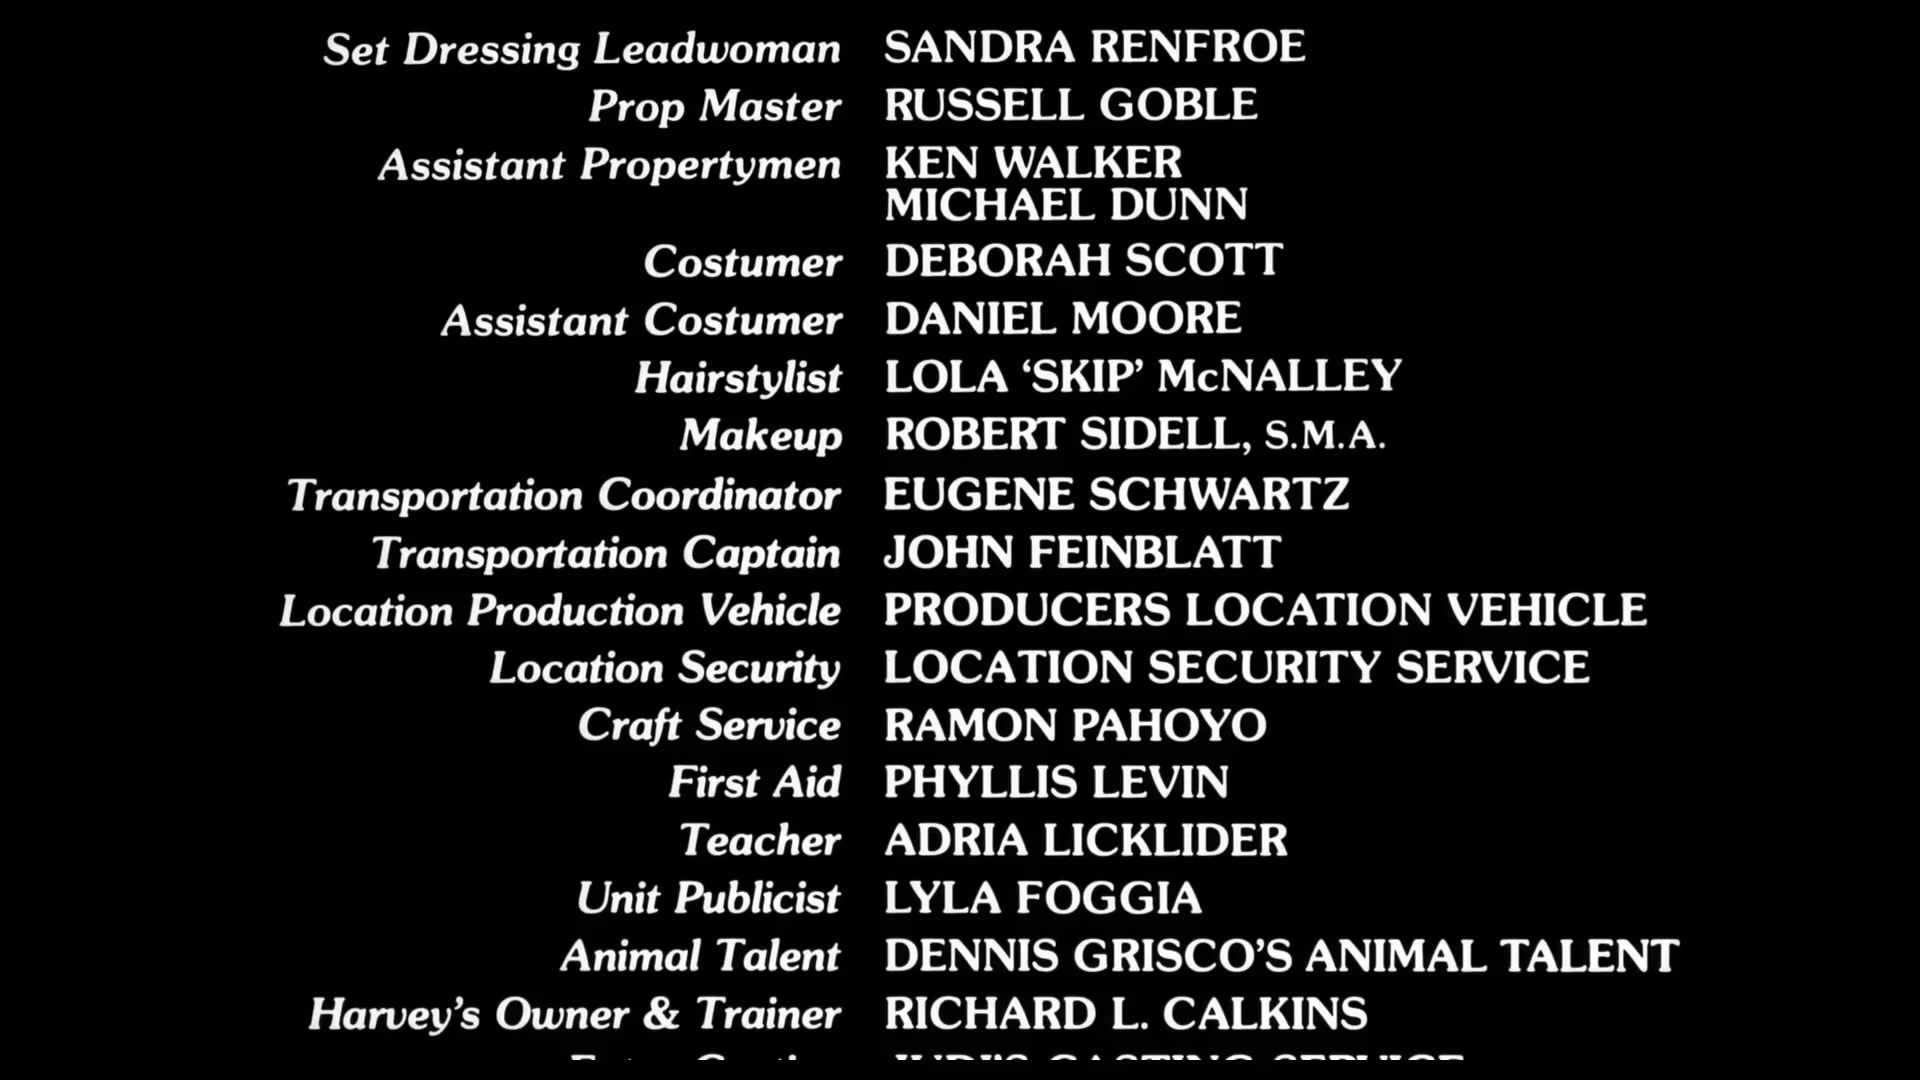 Set Dressing Leadwoman SANDRA RENFROE
Prop Master RUSSELL GOBLE
Assistant Propertymen KEN WALKER
MICHAEL DUNN
Costumer DEBORAH SCOTT
Assistant Costumer DANIEL MOORE
Hairstylist LOLA ‘SKIP’ McNALLEY
Makeup ROBERT SIDELL, S.M.A.
Transportation Coordinator EUGENE SCHWARTZ
Transportation Captain JOHN FEINBLATT
Location Production Vehicle PRODUCERS LOCATION VEHICLE
Location Security LOCATION SECURITY SERVICE
Craft Service RAMON PAHOYO
First Aid PHYLLIS LEVIN
Teacher ADRIA LICKLIDER
Unit Publicist LYLA FOGGIA
Animal Talent DENNIS GRISCO’S ANIMAL TALENT
Harvey’s Owner & Trainer RICHARD L. CALKINS